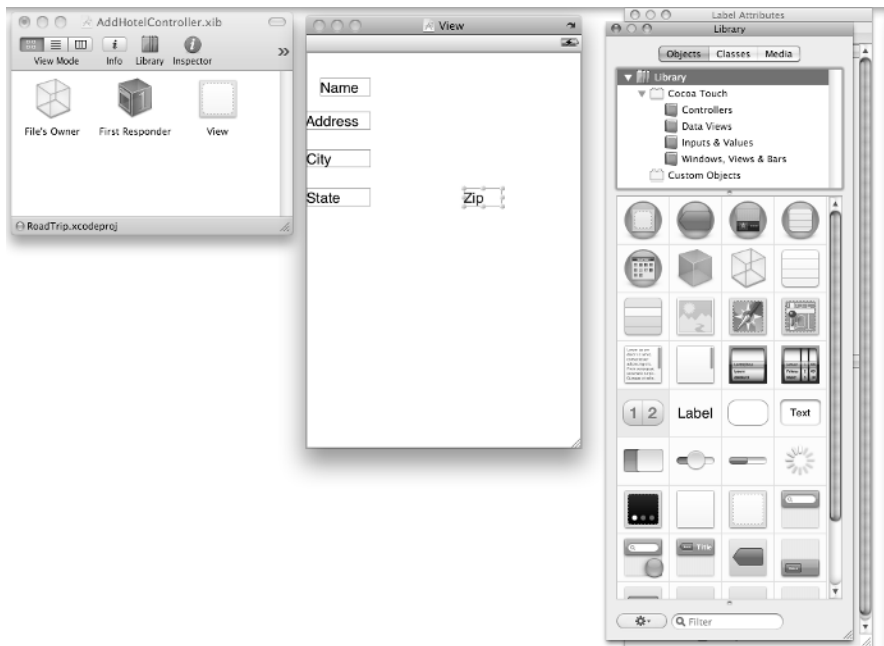 AddHotelController.xib
View Mode
Info
Library
Inspector
»
File's Owner
First Responder
View
RoadTrip.xcodeproj
View
Name
Address
City
State
Zip
Label Attributes
Library
Objects
Classes
Media
Library
Cocoa Touch
Controllers
Data Views
Inputs & Values
Windows, Views & Bars
Custom Objects
1 2
Label
Text
Title
Filter